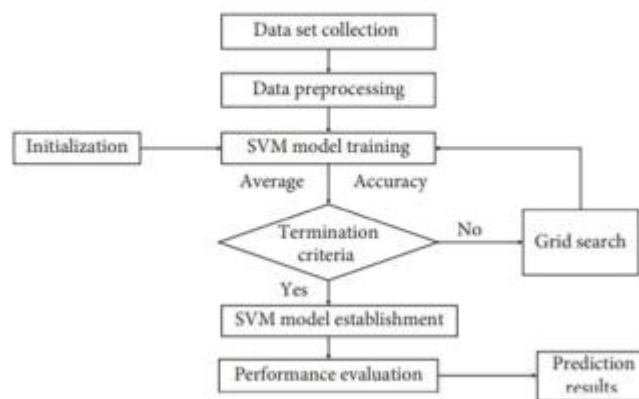 Data set collection
Data preprocessing
Initialization
SVM model training
Average
Accuracy
Termination
criteria
No
Grid search
Yes
SVM model establishment
Performance evaluation
Prediction
results